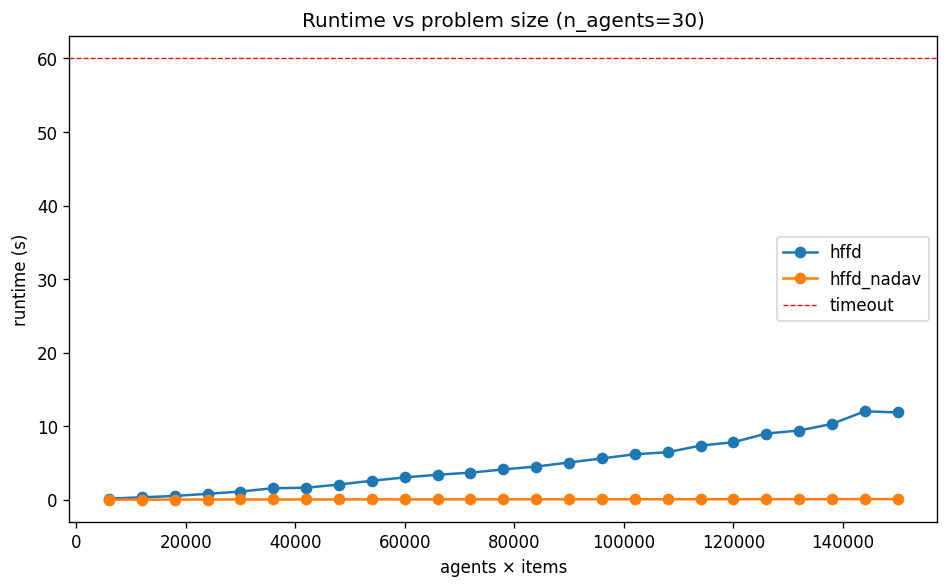 Runtime vs problem size (n_agents=30)
60
50
40
30
20
10
0
runtime (s)
hffd
hffd_nadav
timeout
0
20000
40000
60000
80000
100000
120000
140000
agents × items